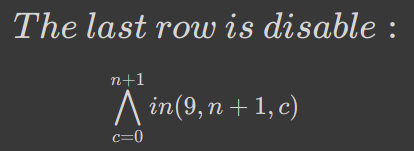 The last row is disable :
n+1
⋀ in(9, n + 1, c)
c=0